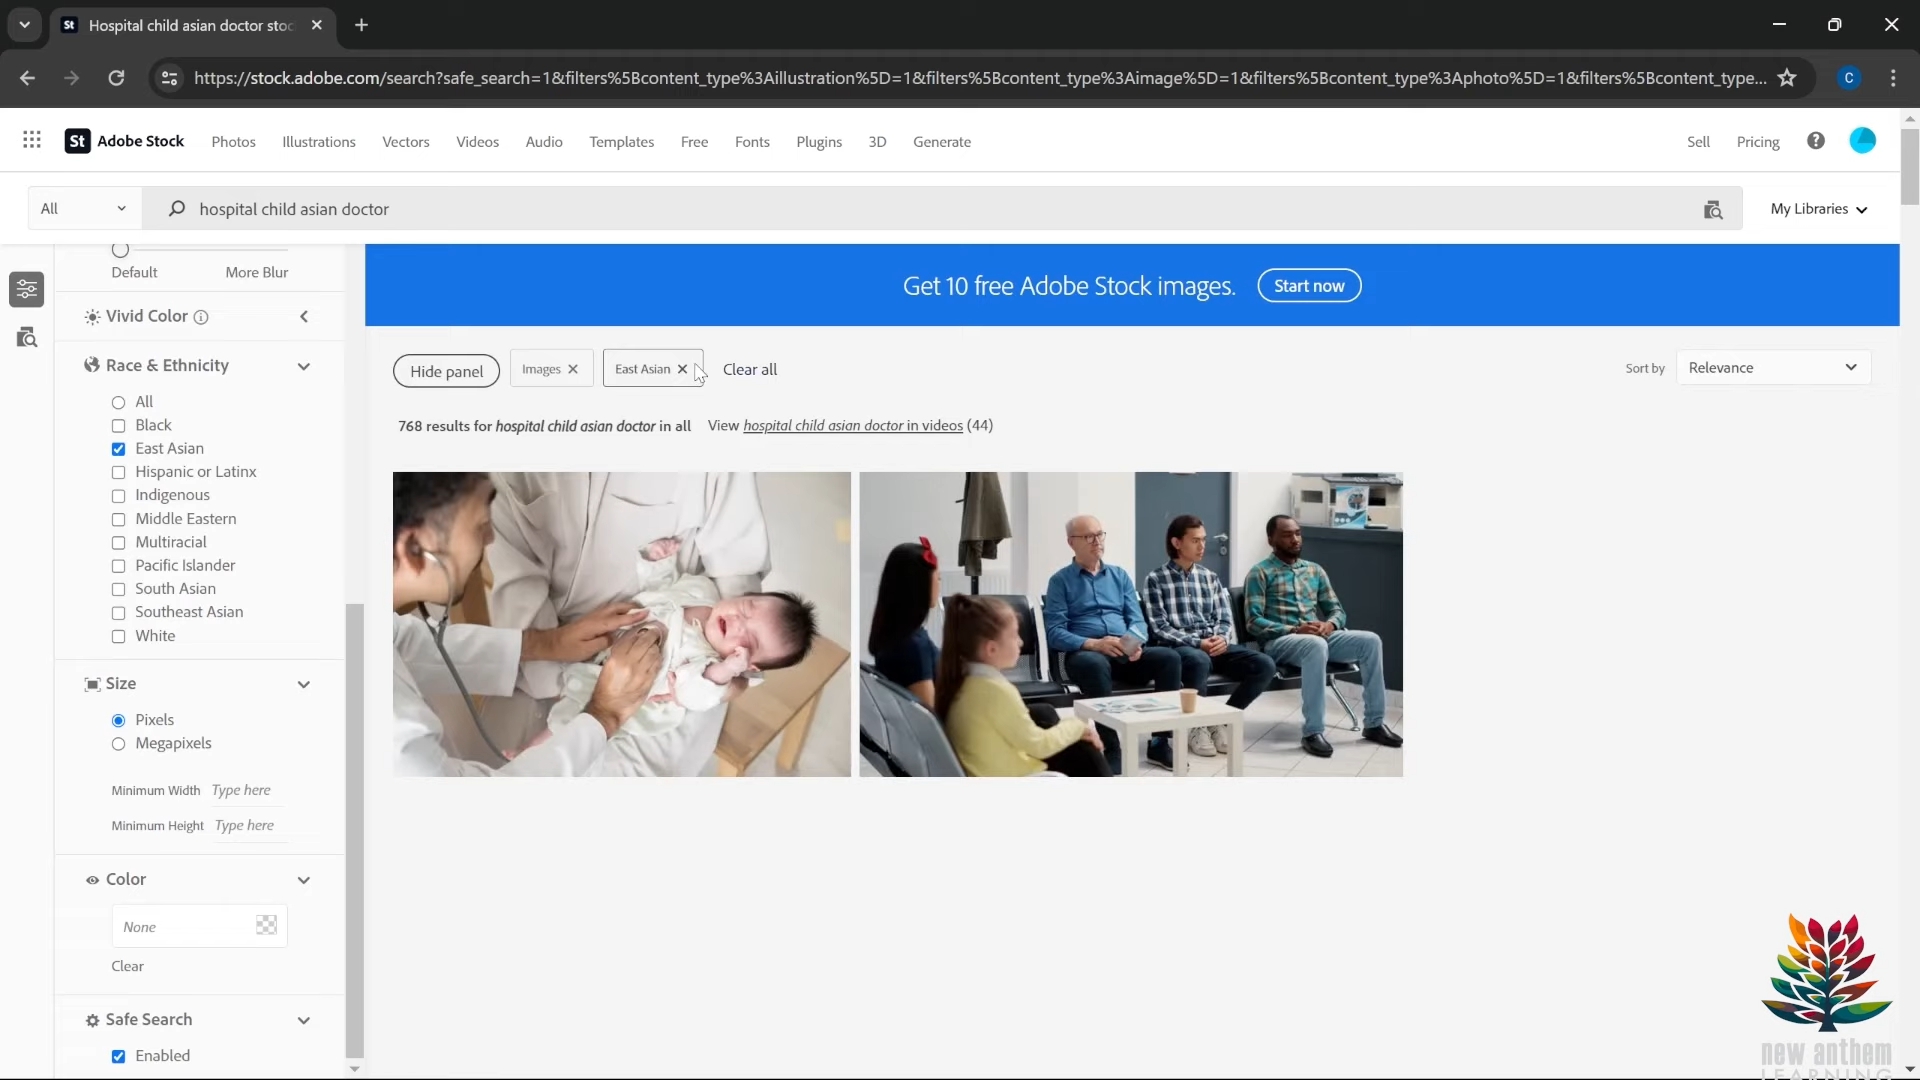 St Hospital child asian doctor stoc
https://stock.adobe.com/search?safe_search=1&filters%5Bcontent_type%3Aillustration%5D=1&filters%5Bcontent_type%3Aimage%5D=1&filters%5Bcontent_type%3Aphoto%5D=1&filters%5Bcontent_type... C
St Adobe Stock Photos Illustrations Vectors Videos Audio Templates Free Fonts Plugins 3D Generate Sell Pricing ?
All hospital child asian doctor My Libraries
Default More Blur
Get 10 free Adobe Stock images. Start now
Vivid Color
Race & Ethnicity
Hide panel Images East Asian Clear all Sort by Relevance
All
Black
768 results for hospital child asian doctor in all View hospital child asian doctor in videos (44)
East Asian
Hispanic or Latinx
Indigenous
Middle Eastern
Multiracial
Pacific Islander
South Asian
Southeast Asian
White
Size
Pixels
Megapixels
Minimum Width Type here
Minimum Height Type here
Color
None
Clear
Safe Search
Enabled
new anthem
LEARNING